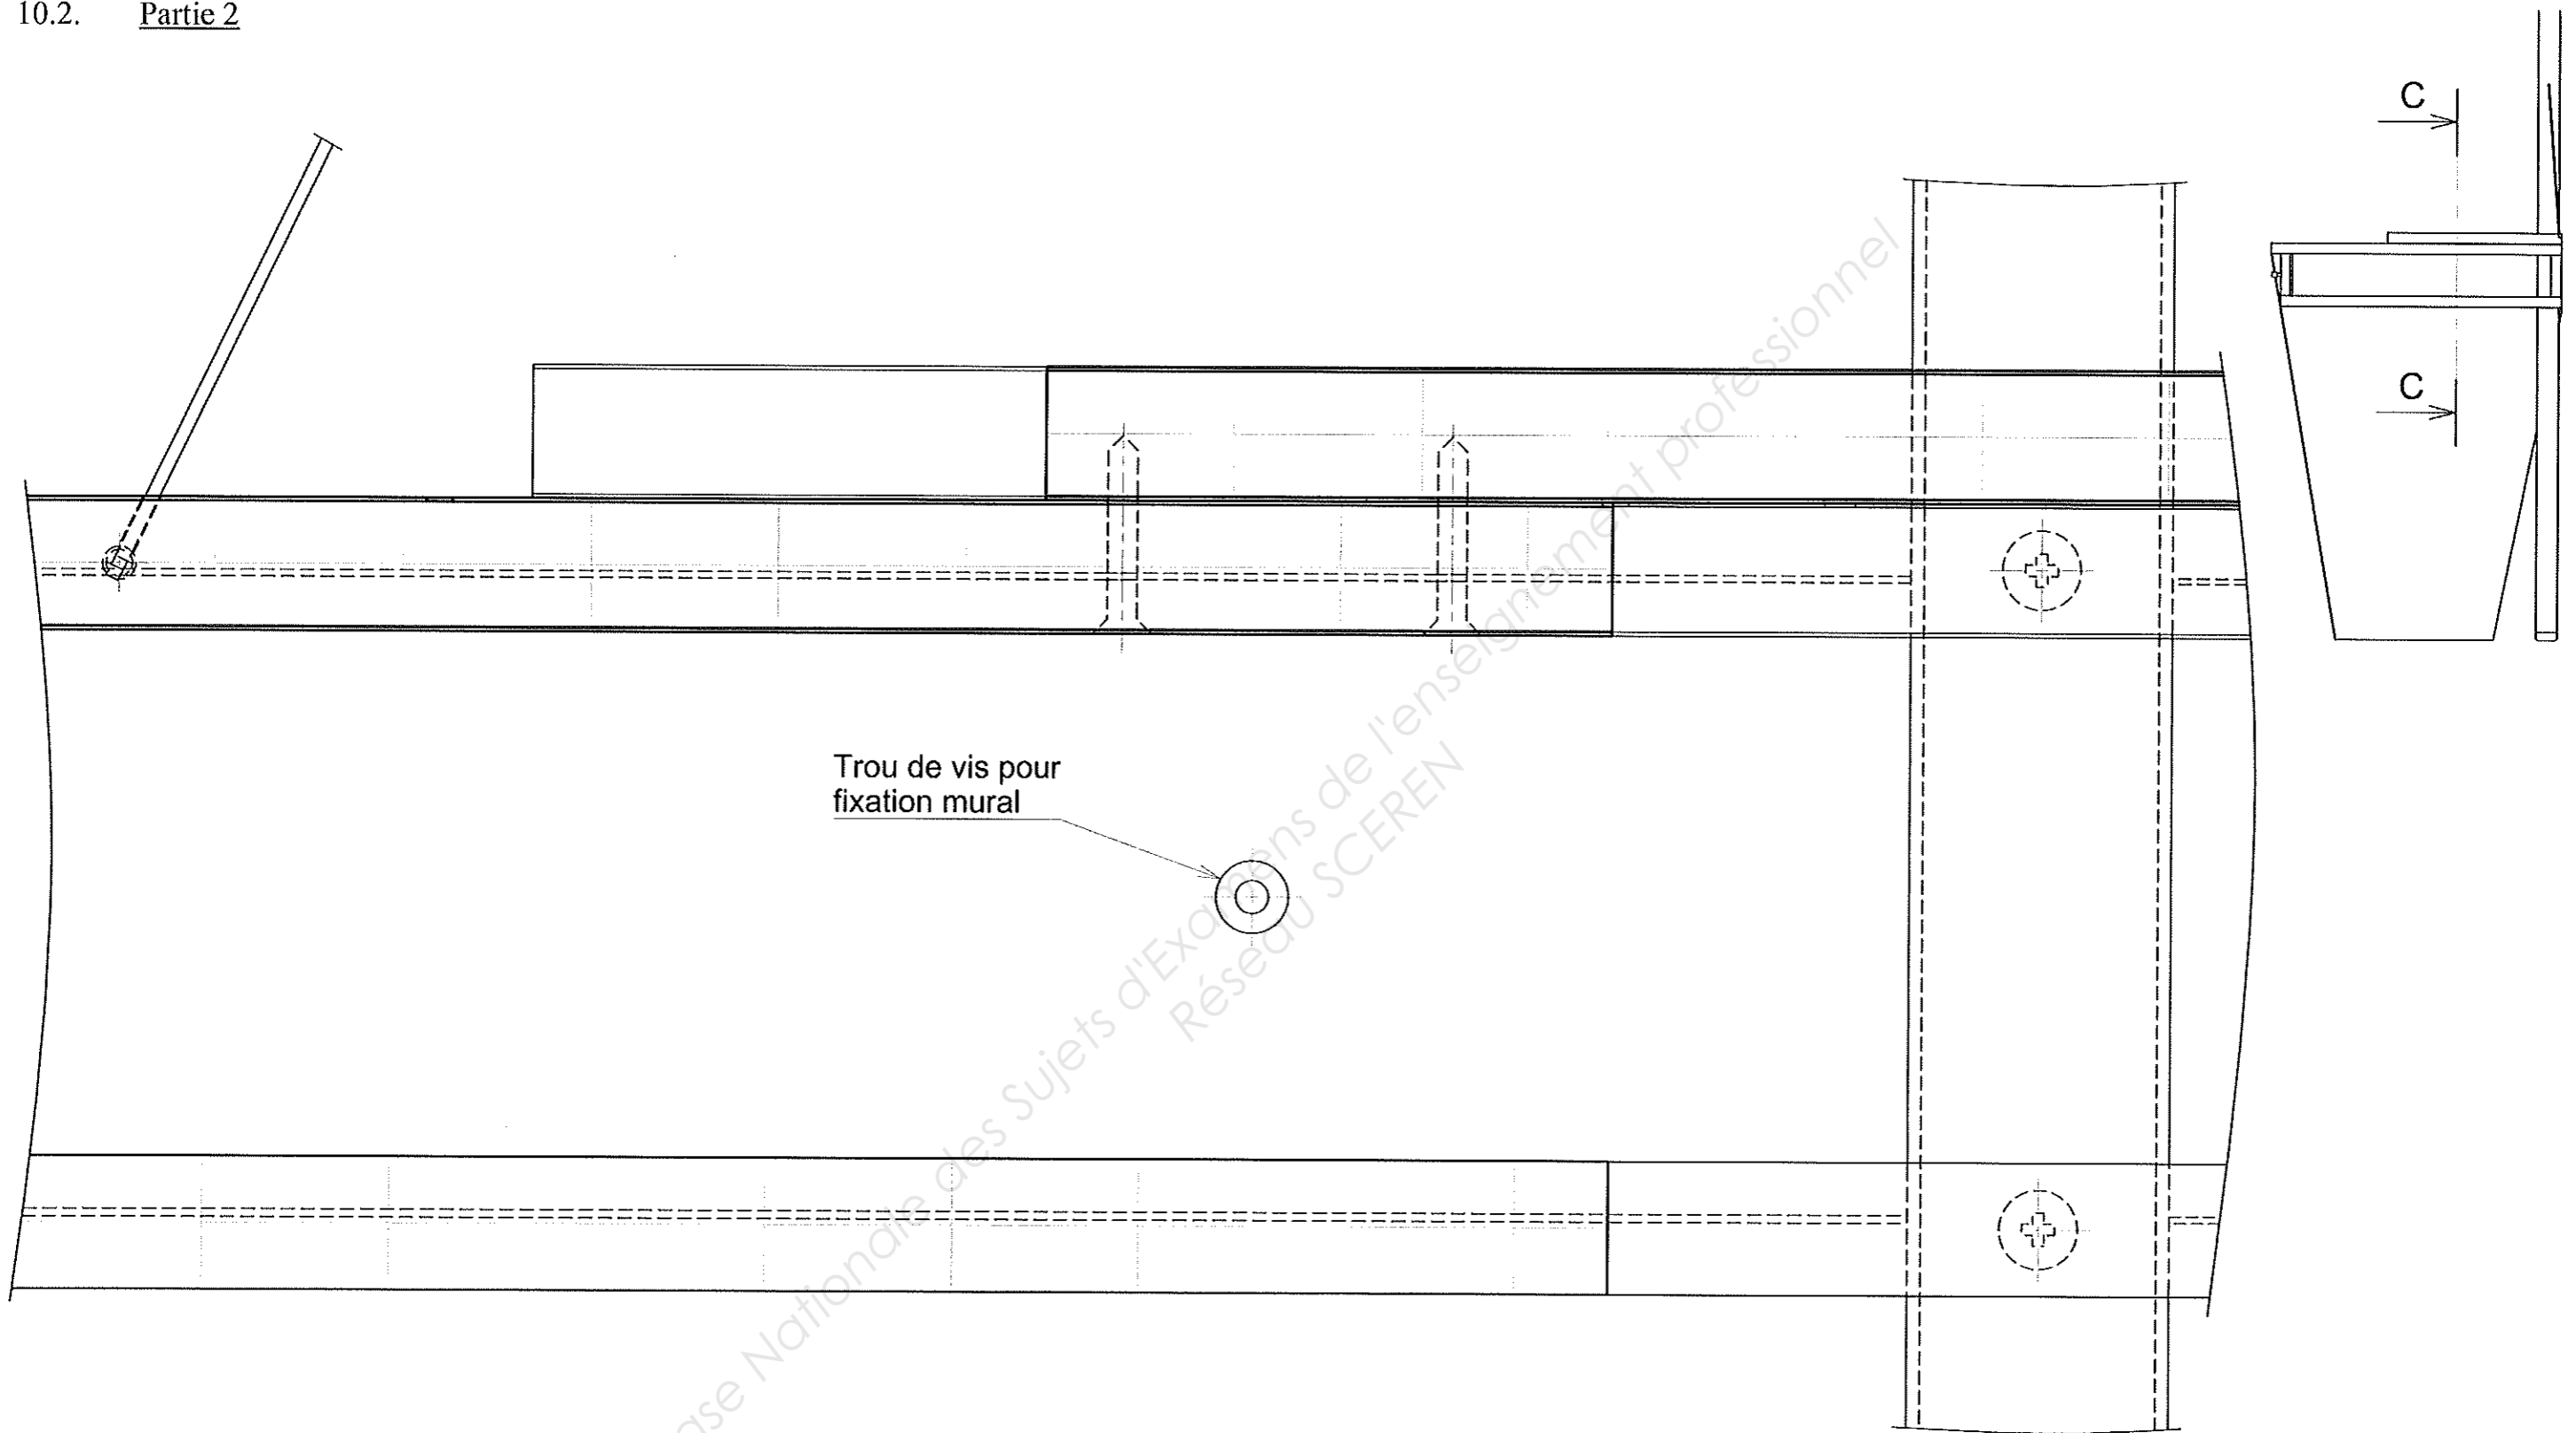 10.2. Partie 2
C
C
Trou de vis pour
fixation mural
Base Nationale des Sujets d'Examens de l'enseignement professionnel
Réseau SCEREN